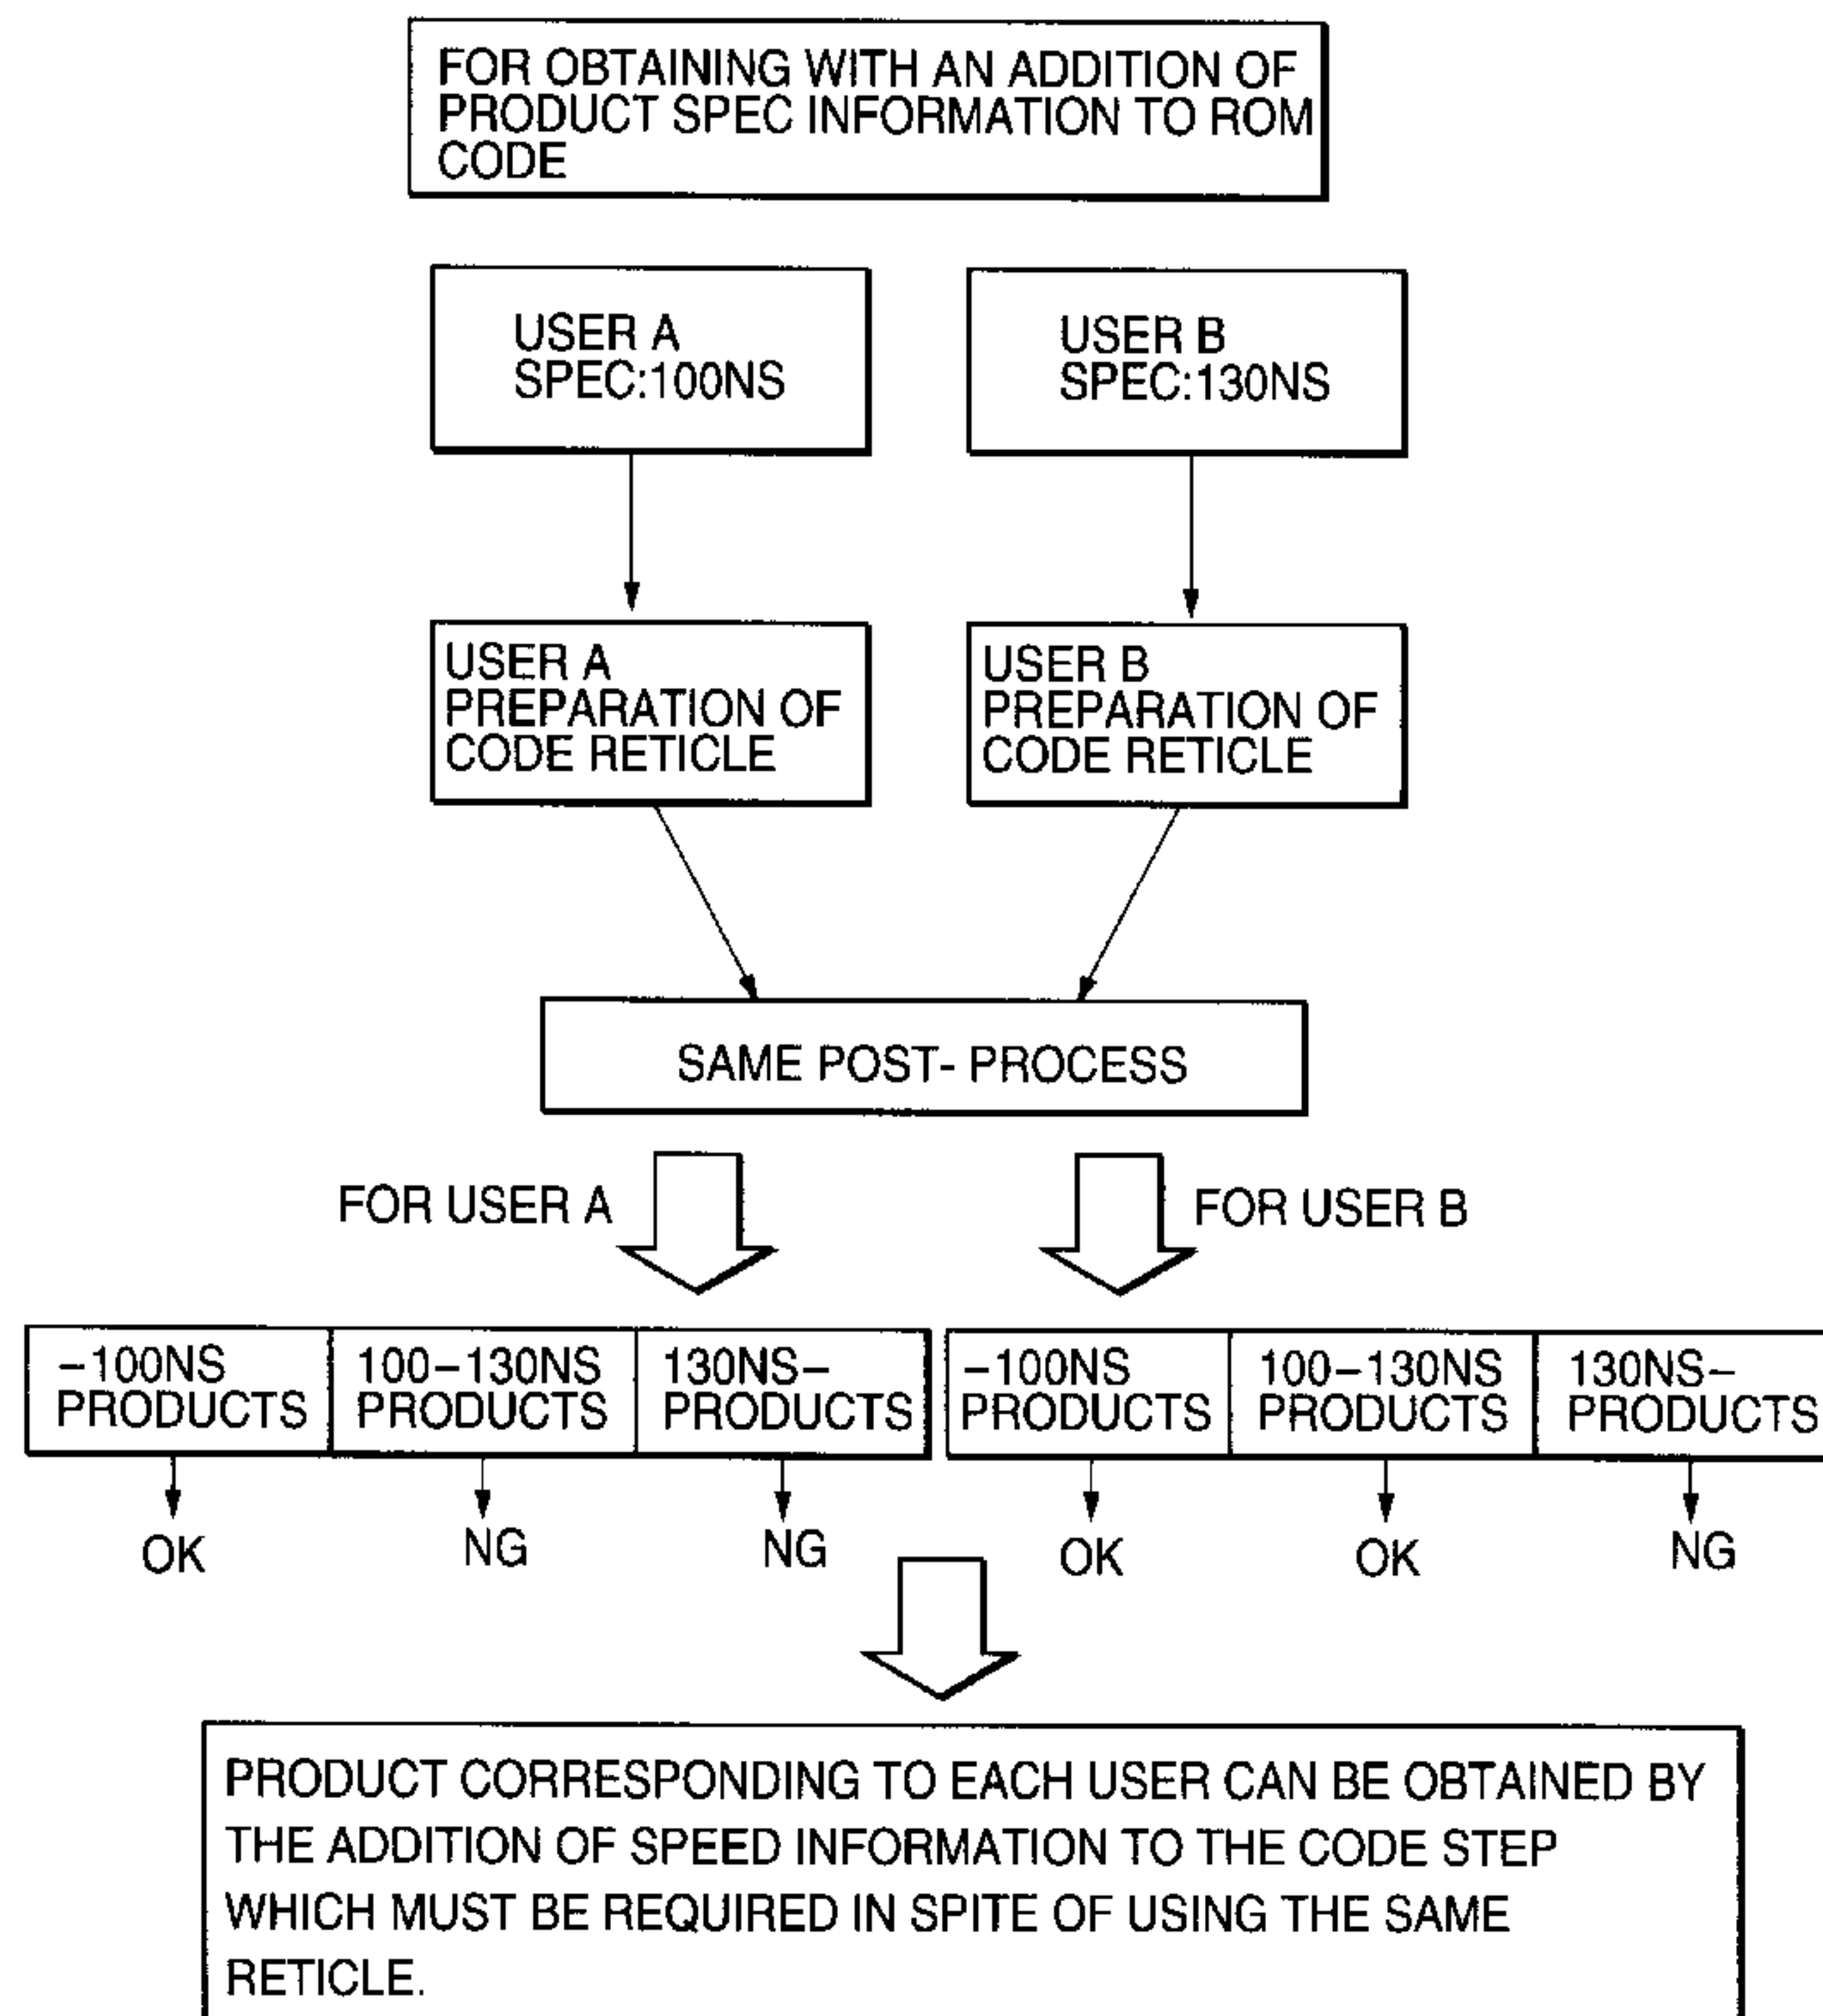 FOR OBTAINING WITH AN ADDITION OF
PRODUCT SPEC INFORMATION TO ROM
CODE
USER A
SPEC:100NS
USER B
SPEC:130NS
USER A
PREPARATION OF
CODE RETICLE
USER B
PREPARATION OF
CODE RETICLE
SAME POST- PROCESS
FOR USER A
FOR USER B
–100NS
PRODUCTS
100–130NS
PRODUCTS
130NS–
PRODUCTS
–100NS
PRODUCTS
100–130NS
PRODUCTS
130NS–
PRODUCTS
OK
NG
NG
OK
OK
NG
PRODUCT CORRESPONDING TO EACH USER CAN BE OBTAINED BY
THE ADDITION OF SPEED INFORMATION TO THE CODE STEP
WHICH MUST BE REQUIRED IN SPITE OF USING THE SAME
RETICLE.